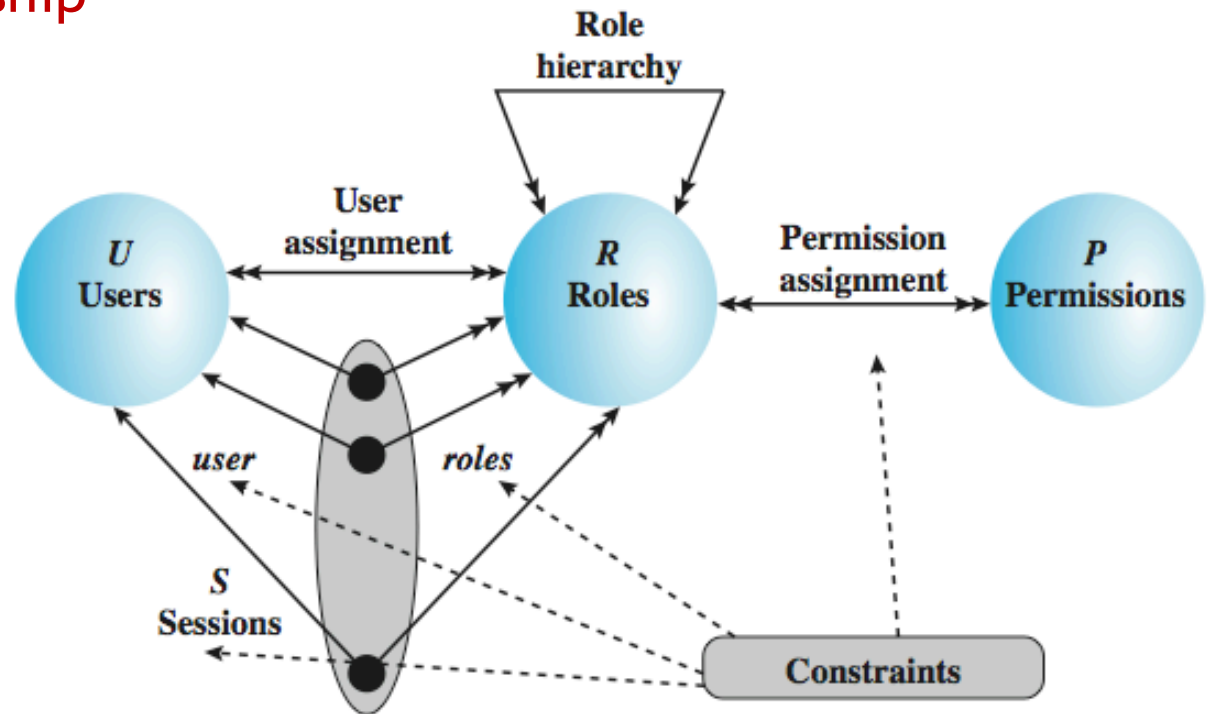 Role
hierarchy
User
assignment
U
Users
R
Roles
Permission
assignment
P
Permissions
user
roles
S
Sessions
Constraints